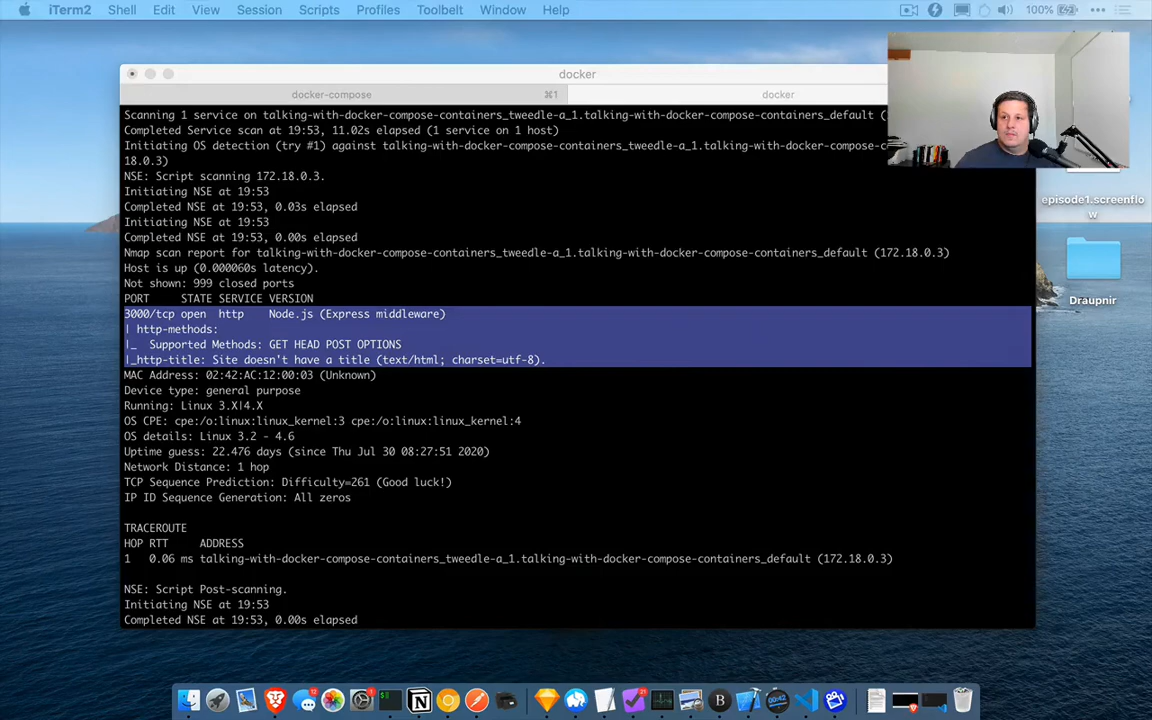 iTerm2 Shell Edit View Session Scripts Profiles Toolbelt Window Help 100%
docker
docker-compose ⌘1 docker
Scanning 1 service on talking-with-docker-compose-containers_tweedle-a_1.talking-with-docker-compose-containers_default (
Completed Service scan at 19:53, 11.02s elapsed (1 service on 1 host)
Initiating OS detection (try #1) against talking-with-docker-compose-containers_tweedle-a_1.talking-with-docker-compose-c
18.0.3)
NSE: Script scanning 172.18.0.3.
Initiating NSE at 19:53
Completed NSE at 19:53, 0.03s elapsed
Initiating NSE at 19:53
Completed NSE at 19:53, 0.00s elapsed
Nmap scan report for talking-with-docker-compose-containers_tweedle-a_1.talking-with-docker-compose-containers_default (172.18.0.3)
Host is up (0.000060s latency).
Not shown: 999 closed ports
PORT STATE SERVICE VERSION
3000/tcp open http Node.js (Express middleware)
| http-methods:
|_ Supported Methods: GET HEAD POST OPTIONS
|_http-title: Site doesn't have a title (text/html; charset=utf-8).
MAC Address: 02:42:AC:12:00:03 (Unknown)
Device type: general purpose
Running: Linux 3.X|4.X
OS CPE: cpe:/o:linux:linux_kernel:3 cpe:/o:linux:linux_kernel:4
OS details: Linux 3.2 - 4.6
Uptime guess: 22.476 days (since Thu Jul 30 08:27:51 2020)
Network Distance: 1 hop
TCP Sequence Prediction: Difficulty=261 (Good luck!)
IP ID Sequence Generation: All zeros
TRACEROUTE
HOP RTT ADDRESS
1 0.06 ms talking-with-docker-compose-containers_tweedle-a_1.talking-with-docker-compose-containers_default (172.18.0.3)
NSE: Script Post-scanning.
Initiating NSE at 19:53
Completed NSE at 19:53, 0.00s elapsed
episode1.screenflo
w
Draupnir